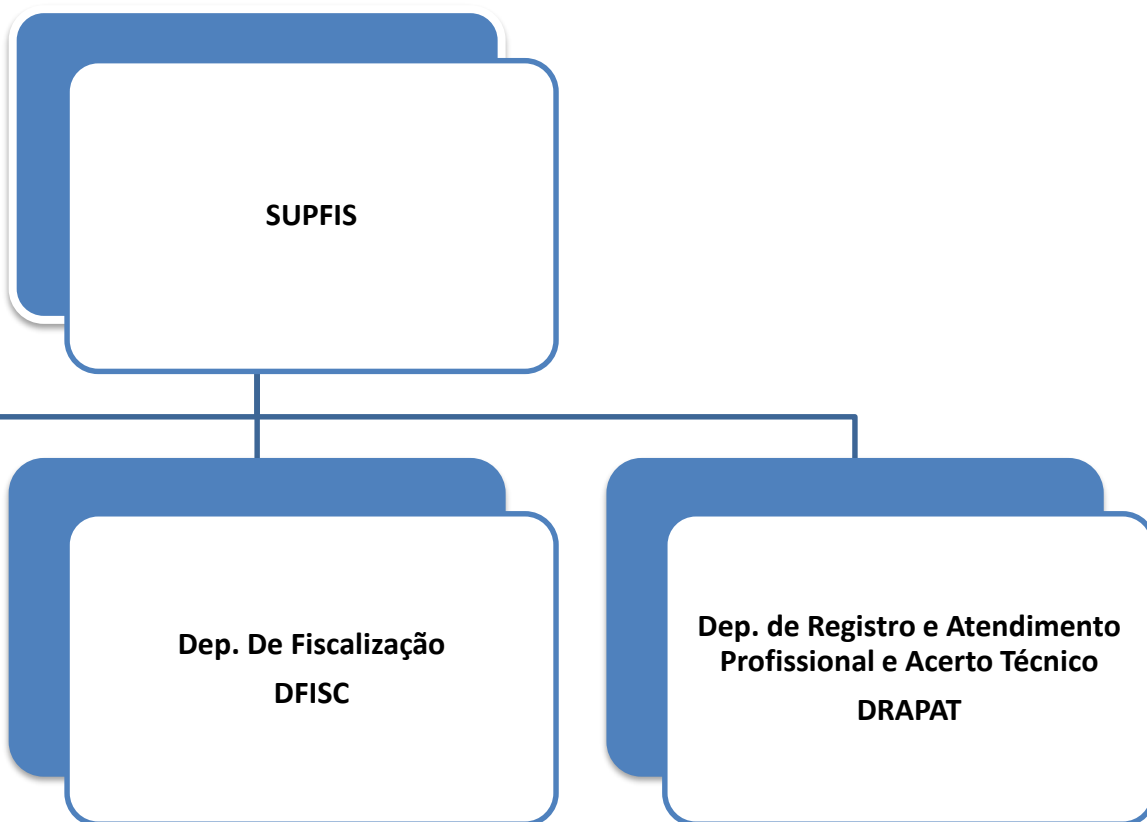 SUPFIS
Dep. De Fiscalização
DFISC
Dep. de Registro e Atendimento
Profissional e Acerto Técnico
DRAPAT